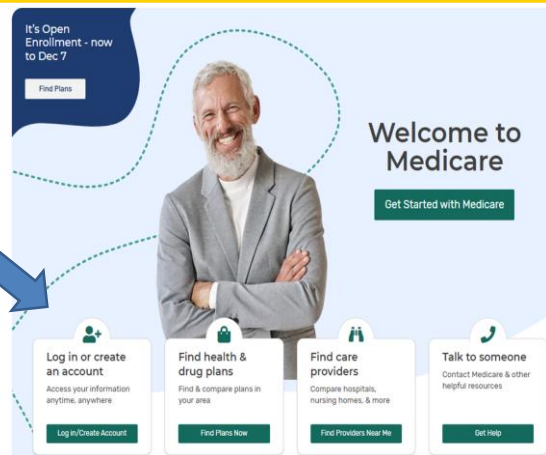 It's Open
Enrollment - now
to Dec 7
Find Plans
Welcome to
Medicare
Get Started with Medicare
Log in or create
an account
Access your information
anytime, anywhere
Log in/Create Account
Find health &
drug plans
Find & compare plans in
your area
Find Plans Now
Find care
providers
Compare hospitals,
nursing homes, & more
Find Providers Near Me
Talk to someone
Contact Medicare & other
helpful resources
Get Help